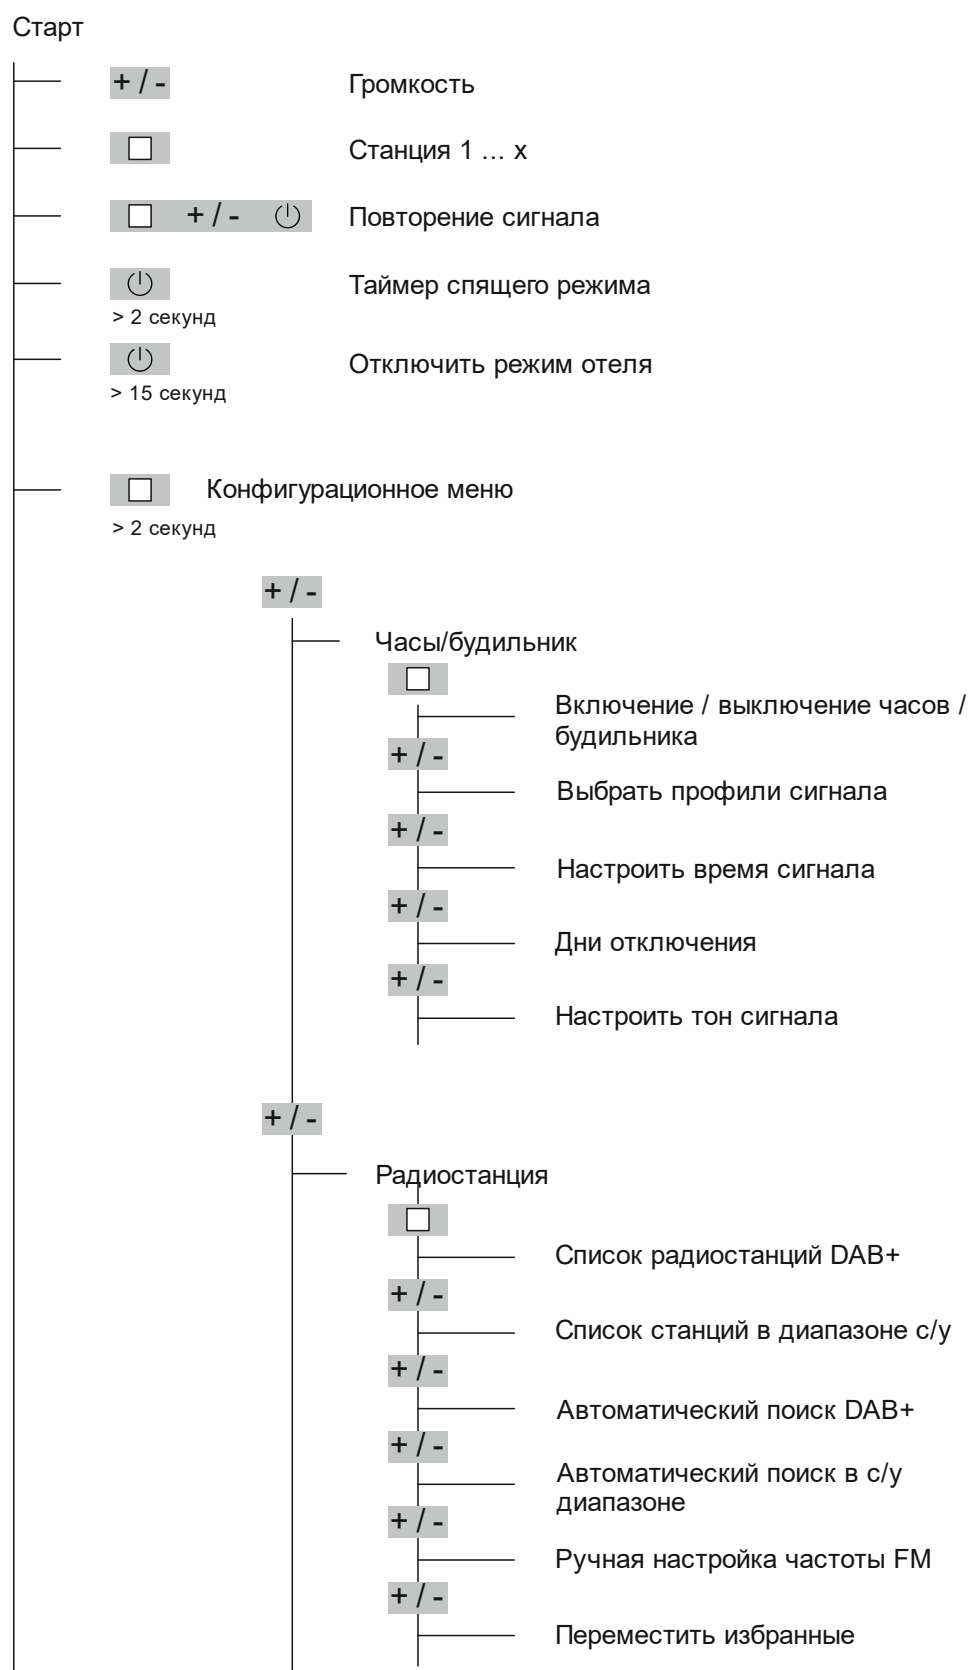 Старт
+ / - Громкость
Станция 1 ... x
+ / - Повторение сигнала
Таймер спящего режима
> 2 секунд
Отключить режим отеля
> 15 секунд
Конфигурационное меню
> 2 секунд
+ / -
Часы/будильник
Включение / выключение часов /
будильника
+ / -
Выбрать профили сигнала
+ / -
Настроить время сигнала
+ / -
Дни отключения
+ / -
Настроить тон сигнала
+ / -
Радиостанция
Список радиостанций DAB+
+ / -
Список станций в диапазоне с/у
+ / -
Автоматический поиск DAB+
+ / -
Автоматический поиск в с/у
диапазоне
+ / -
Ручная настройка частоты FM
+ / -
Переместить избранные